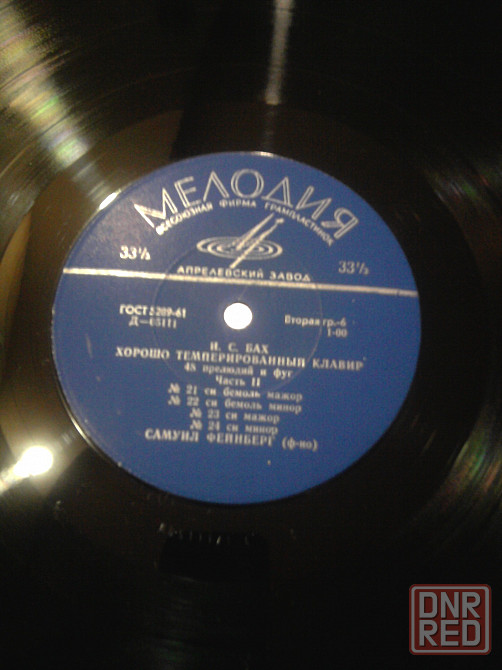 МЕЛОДИЯ
ВСЕСОЮЗНАЯ ФИРМА ГРАМПЛАСТИНОК
33⅓ 33⅓
АПРЕЛЕВСКИЙ ЗАВОД
ГОСТ 5289-61 Вторая гр.-6
Д—05111 1-00
И. С. БАХ
ХОРОШО ТЕМПЕРИРОВАННЫЙ КЛАВИР
48 прелюдий и фуг
Часть II
№ 21 си бемоль мажор
№ 22 си бемоль минор
№ 23 си мажор
№ 24 си минор
САМУИЛ ФЕЙНБЕРГ (ф-но)
DNR
RED